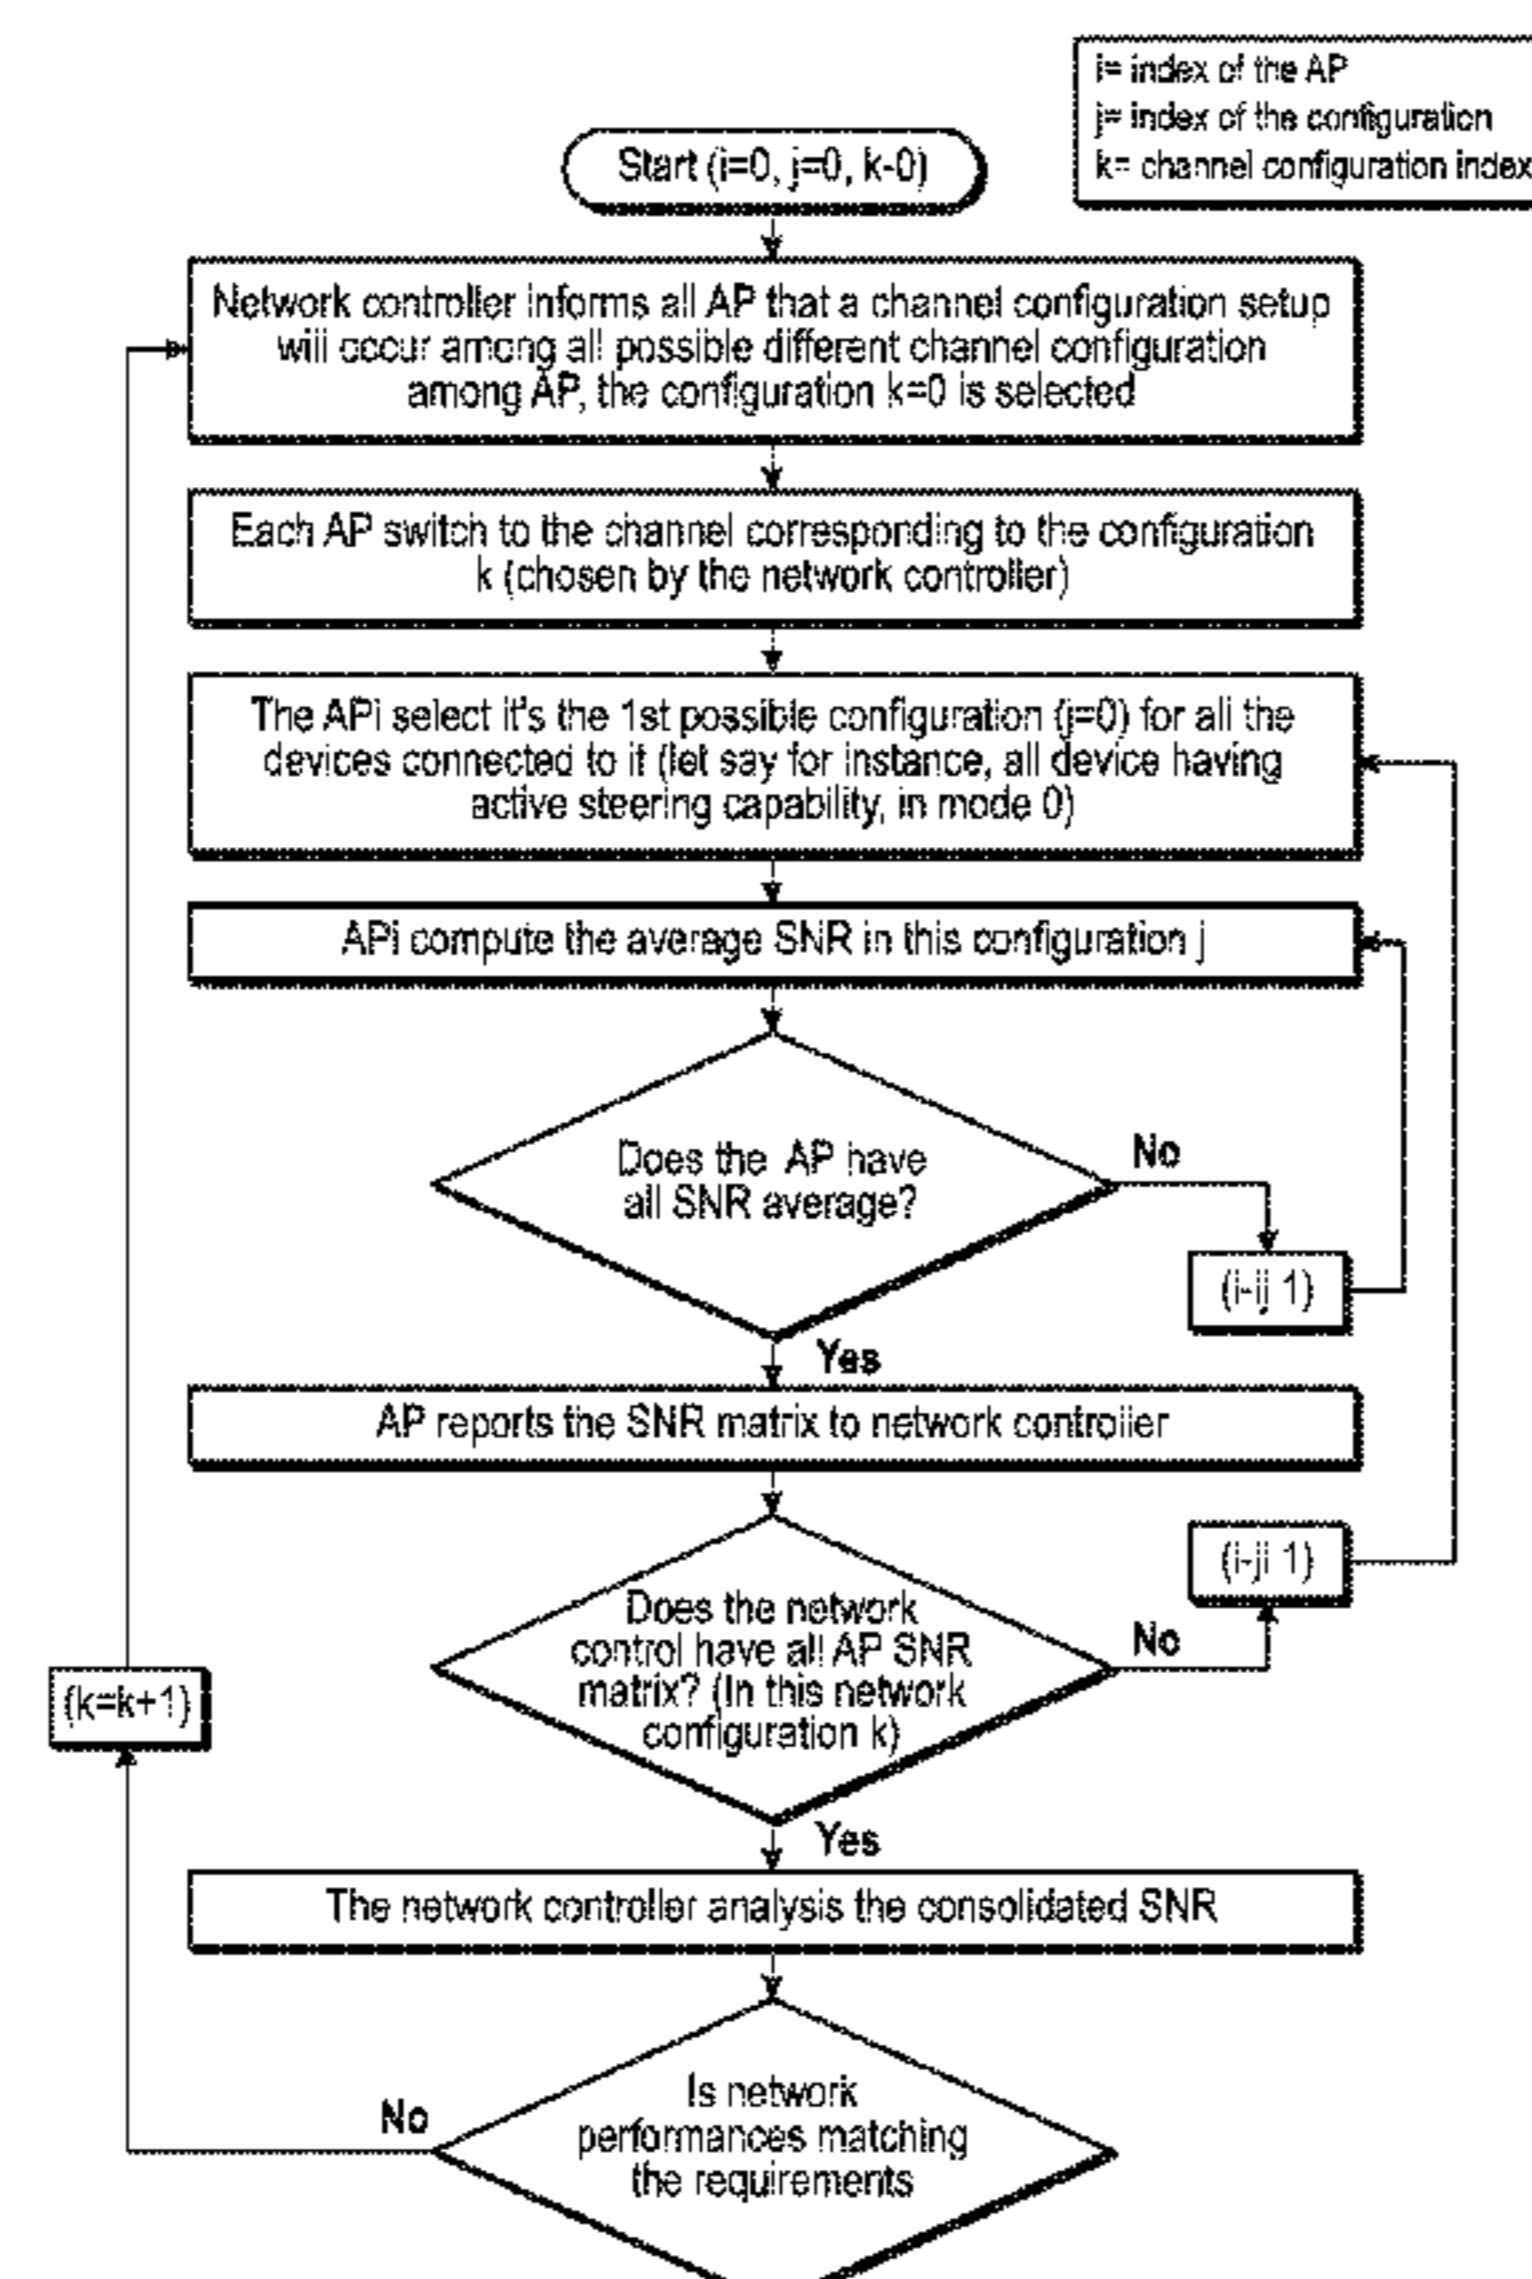 i= index of the AP
j= index of the configuration
k= channel configuration index
Start (i=0, j=0, k-0)
Network controller informs all AP that a channel configuration setup
will occur among all possible different channel configuration
among AP, the configuration k=0 is selected
Each AP switch to the channel corresponding to the configuration
k (chosen by the network controller)
The APi select it's the 1st possible configuration (j=0) for all the
devices connected to if (let say for instance, all device having
active steering capability, in mode 0)
APi compute the average SNR in this configuration j
Does the AP have
all SNR average?
No
(i-ij 1)
Yes
AP reports the SNR matrix to network controller
(i-ji 1)
Does the network
control have all AP SNR
matrix? (In this network
configuration k)
No
(k=k+1)
Yes
The network controller analysis the consolidated SNR
Is network
performances matching
the requirements
No